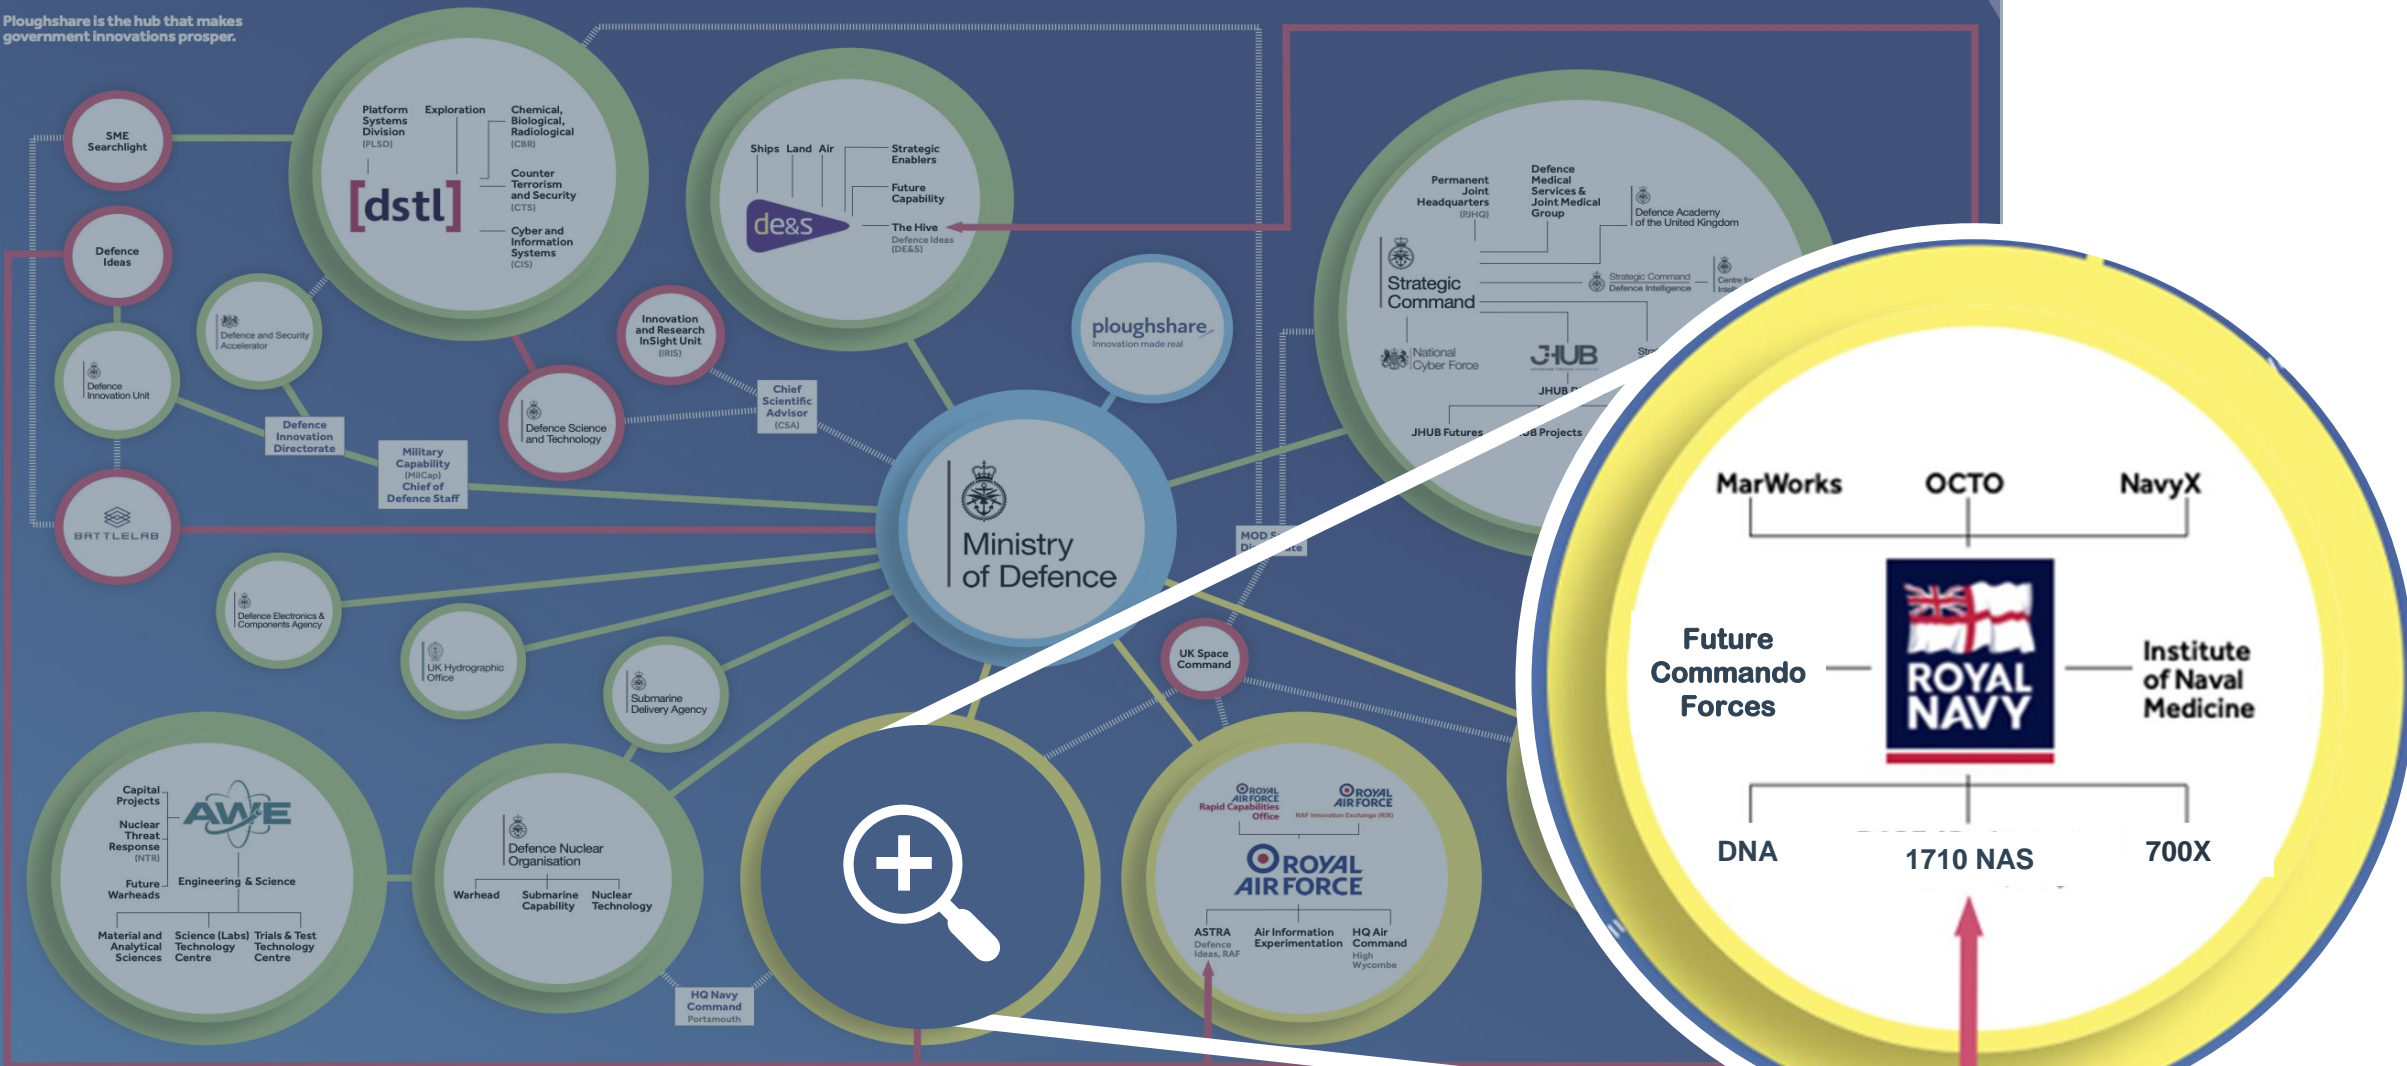 Ploughshare is the hub that makes
government innovations prosper.
SME
Searchlight
Defence
Ideas
Defence
Innovation Unit
BATTLELAB
Defence and Security
Accelerator
Platform
Systems
Division
(PLSD)
Exploration
Chemical,
Biological,
Radiological
(CBR)
[dstl]
Counter
Terrorism
and Security
(CTS)
Cyber and
Information
Systems
(CIS)
Ships Land Air
Strategic
Enablers
Future
Capability
de&s
The Hive
Defence Ideas
(DE&S)
Innovation
and Research
InSight Unit
(IRIS)
Defence Science
and Technology
Chief
Scientific
Advisor
(CSA)
Defence
Innovation
Directorate
Military
Capability
(MilCap)
Chief of
Defence Staff
ploughshare
Innovation made real
Ministry
of Defence
Permanent
Joint
Headquarters
(PJHQ)
Defence
Medical
Services &
Joint Medical
Group
Defence Academy
of the United Kingdom
Strategic
Command
Strategic Command
Defence Intelligence
Centre
National
Cyber Force
JHUB
JHUB
JHUB Futures
Projects
MOD
Defence Electronics &
Components Agency
UK Hydrographic
Office
Submarine
Delivery Agency
UK Space
Command
Capital
Projects
Nuclear
Threat
Response
(NTR)
Future
Warheads
AWE
Engineering & Science
Material and
Analytical
Sciences
Science (Labs)
Technology
Centre
Trials & Test
Technology
Centre
Defence Nuclear
Organisation
Warhead
Submarine
Capability
Nuclear
Technology
HQ Navy
Command
Portsmouth
ROYAL
AIR FORCE
Rapid Capabilities
Office
ROYAL
AIR FORCE
RAF Innovation Exchange (RIX)
ROYAL
AIR FORCE
ASTRA
Defence
Ideas, RAF
Air Information
Experimentation
HQ Air
Command
High
Wycombe
MarWorks
OCTO
NavyX
Future
Commando
Forces
ROYAL
NAVY
Institute
of Naval
Medicine
DNA
1710 NAS
700X